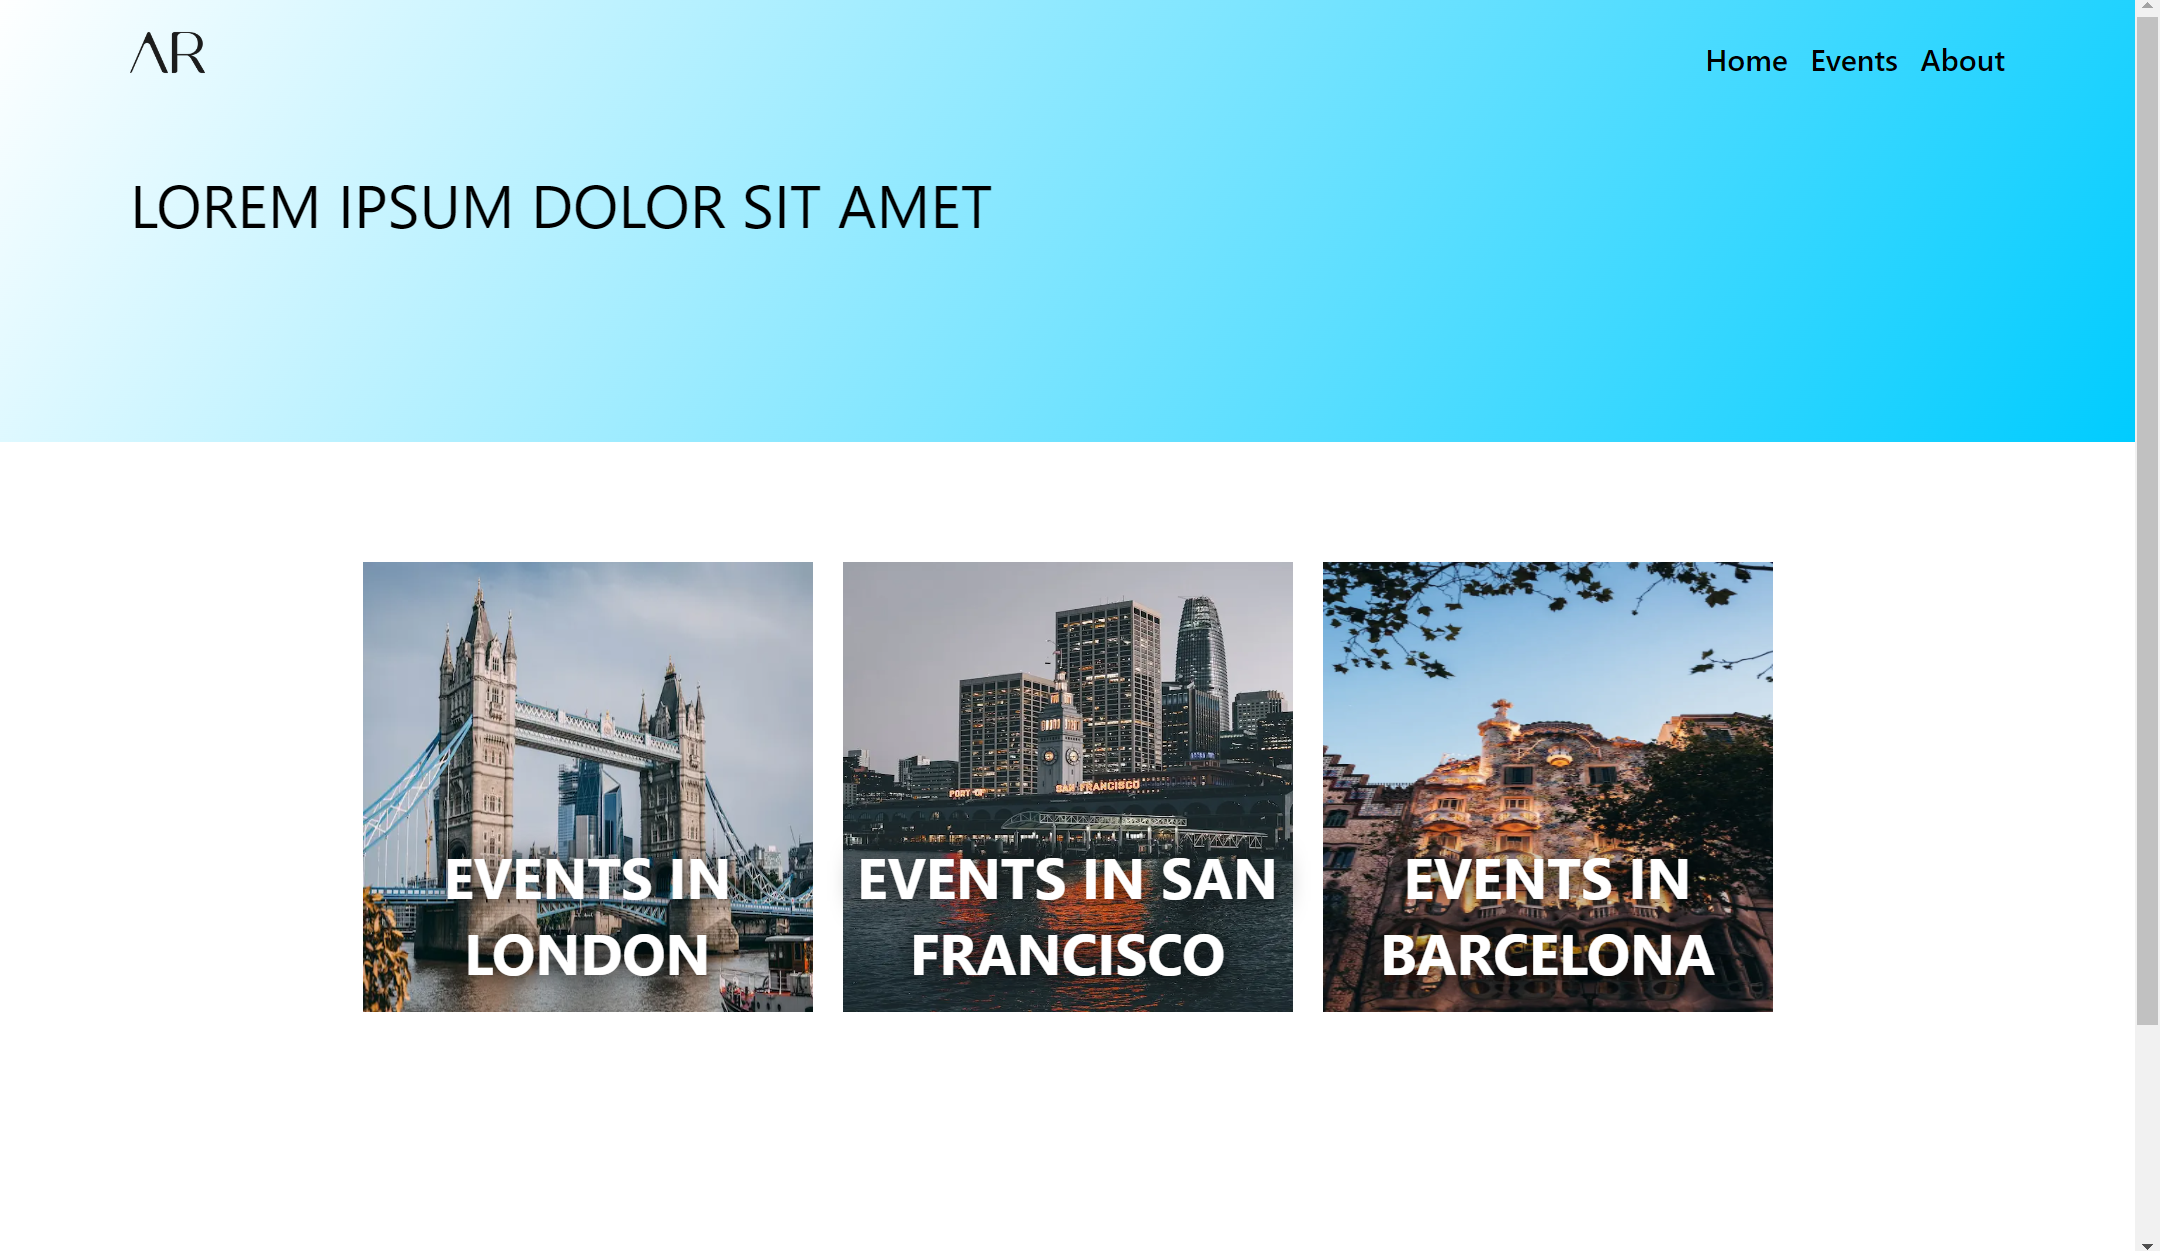 AR
Home Events About
LOREM IPSUM DOLOR SIT AMET
PORT OF SAN FRANCISCO
EVENTS IN
LONDON
EVENTS IN SAN
FRANCISCO
EVENTS IN
BARCELONA